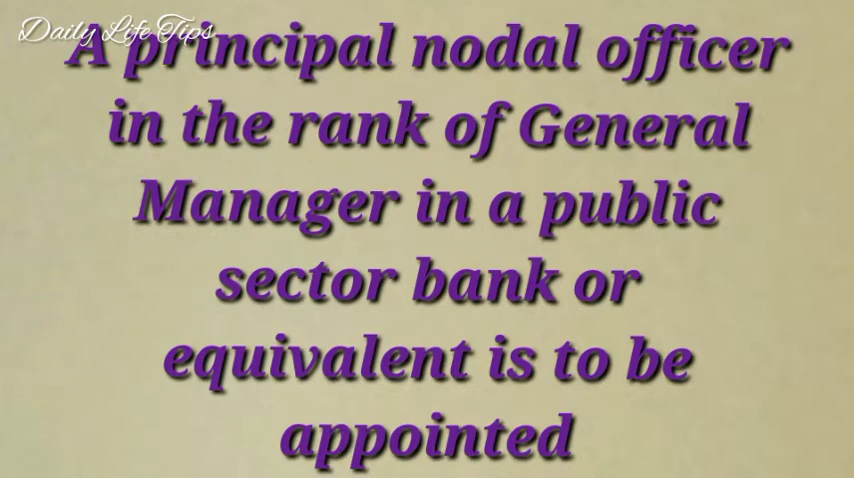 Daily Life Tips
A principal nodal officer
in the rank of General
Manager in a public
sector bank or
equivalent is to be
appointed